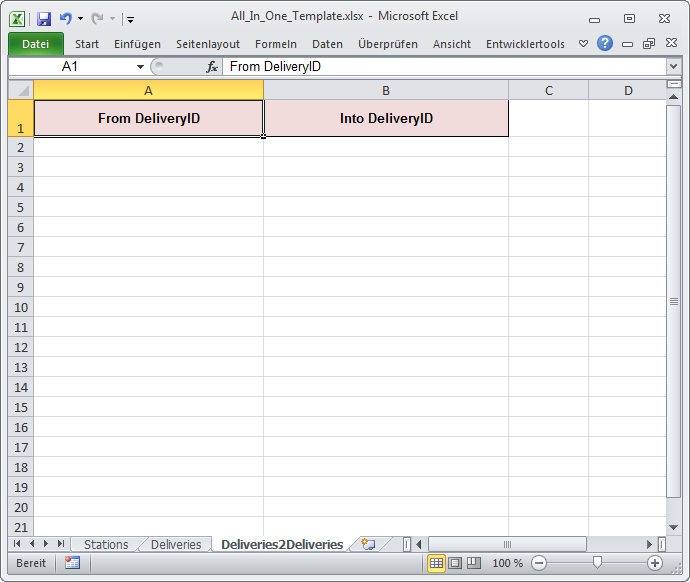 All_In_One_Template.xlsx - Microsoft Excel
Datei Start Einfügen Seitenlayout Formeln Daten Überprüfen Ansicht Entwicklertools
A1 fx From DeliveryID
A B C D
1 From DeliveryID Into DeliveryID
2
3
4
5
6
7
8
9
10
11
12
13
14
15
16
17
18
19
20
21
Stations Deliveries Deliveries2Deliveries
Bereit 100 %